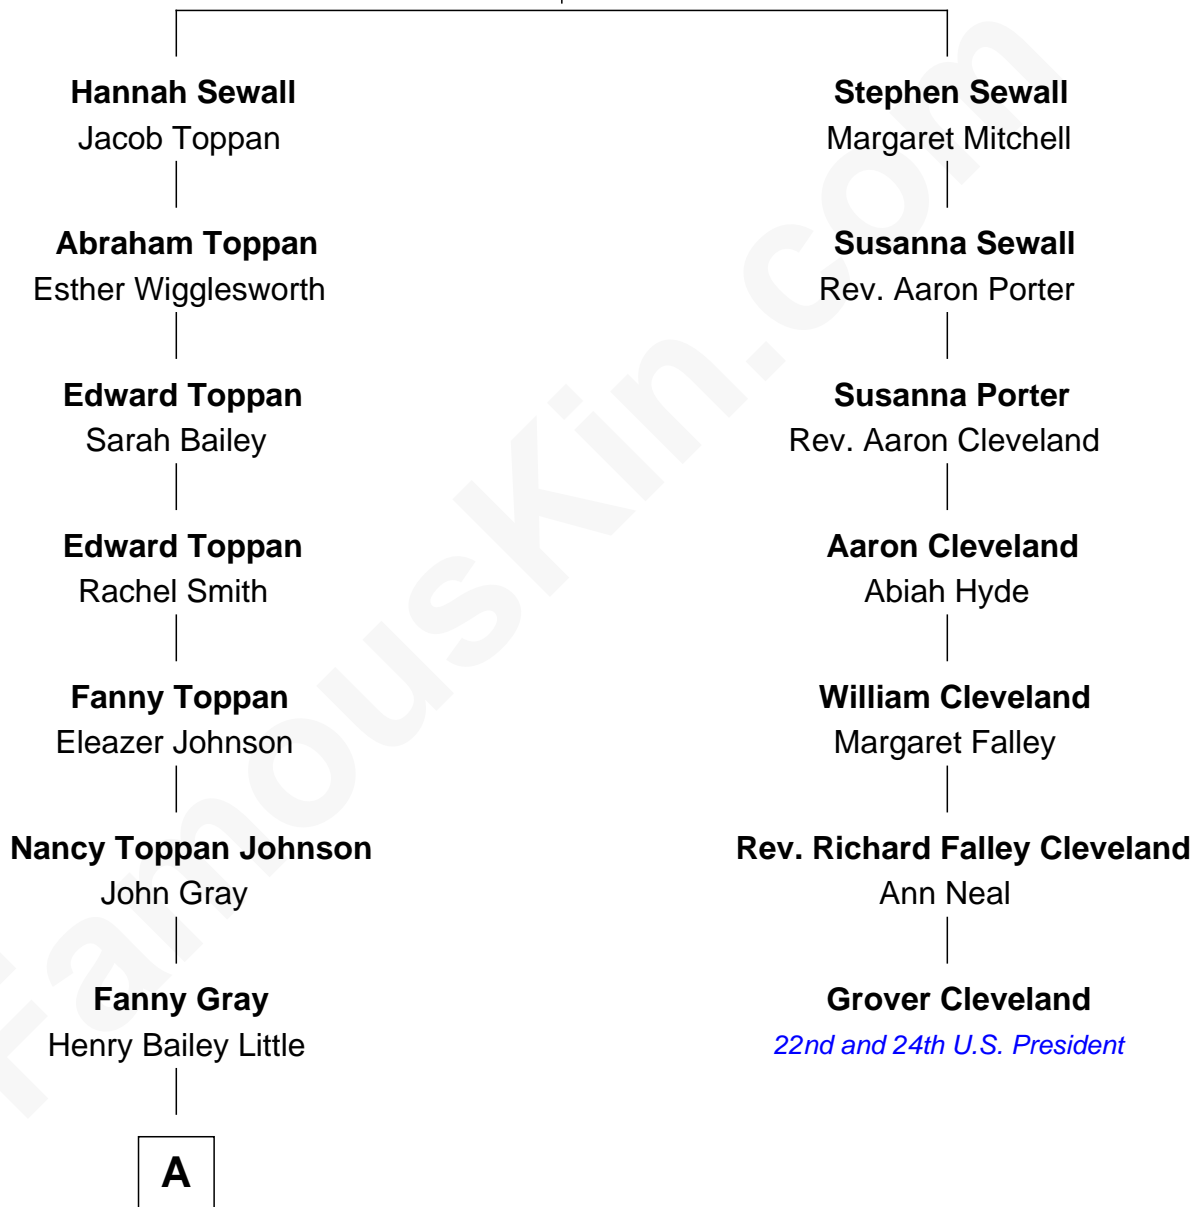 Hannah Sewall
Jacob Toppan
Stephen Sewall
Margaret Mitchell
Abraham Toppan
Esther Wigglesworth
Susanna Sewall
Rev. Aaron Porter
Edward Toppan
Sarah Bailey
Susanna Porter
Rev. Aaron Cleveland
Edward Toppan
Rachel Smith
Aaron Cleveland
Abiah Hyde
Fanny Toppan
Eleazer Johnson
William Cleveland
Margaret Falley
Nancy Toppan Johnson
John Gray
Rev. Richard Falley Cleveland
Ann Neal
Fanny Gray
Henry Bailey Little
Grover Cleveland
22nd and 24th U.S. President
A
FamousKin.com